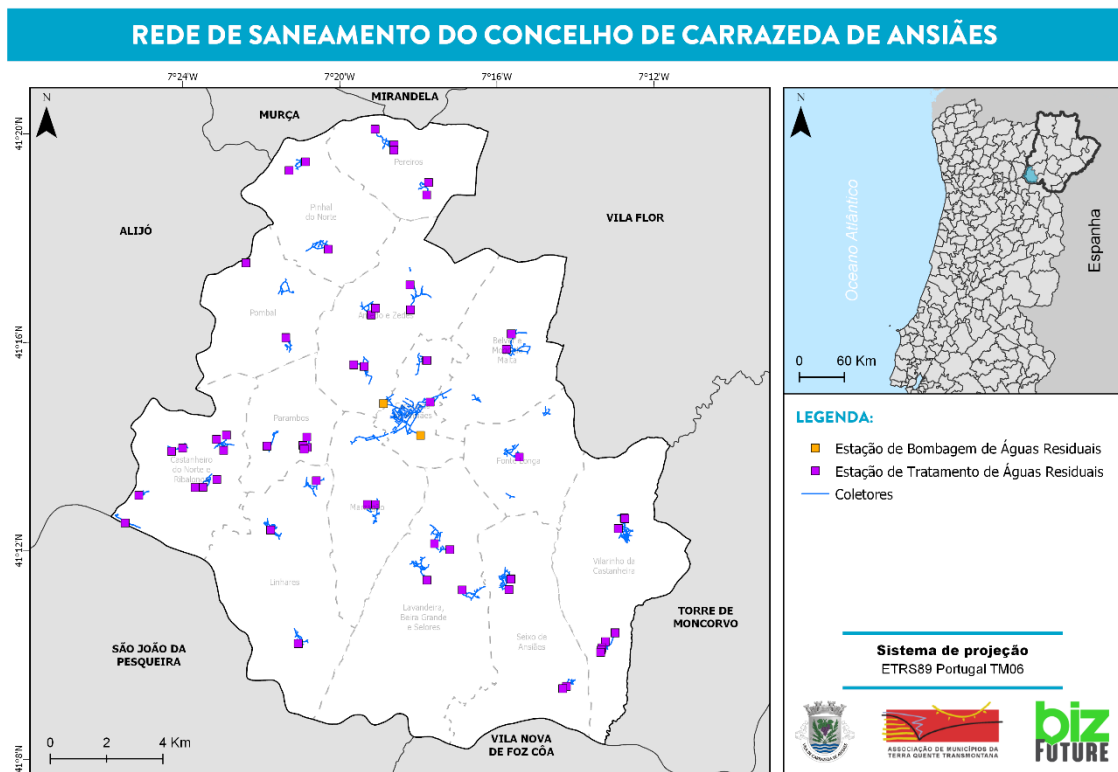 REDE DE SANEAMENTO DO CONCELHO DE CARRAZEDA DE ANSIÃES
7°24'W
7°20'W
7°16'W
7°12'W
41°20'N
41°16'N
41°12'N
41°8'N
N
MIRANDELA
MURÇA
ALIJÓ
VILA FLOR
Pereiros
Pinhal
do Norte
Pombal
Parambos
Castanheiro
do Norte e
Ribalonga
Fonte Longa
Linhares
Vilarinho da
Castanheira
Lavandeira,
Beira Grande
e Selores
Seixo de
Ansiães
SÃO JOÃO DA
PESQUEIRA
TORRE DE
MONCORVO
VILA NOVA
DE FOZ CÔA
0 2 4 Km
N
Oceano Atlântico
Espanha
0 60 Km
LEGENDA:
Estação de Bombagem de Águas Residuais
Estação de Tratamento de Águas Residuais
Coletores
Sistema de projeção
ETRS89 Portugal TM06
ASSOCIAÇÃO DE MUNICÍPIOS DA
TERRA QUENTE TRANSMONTANA
biz
FUTURE